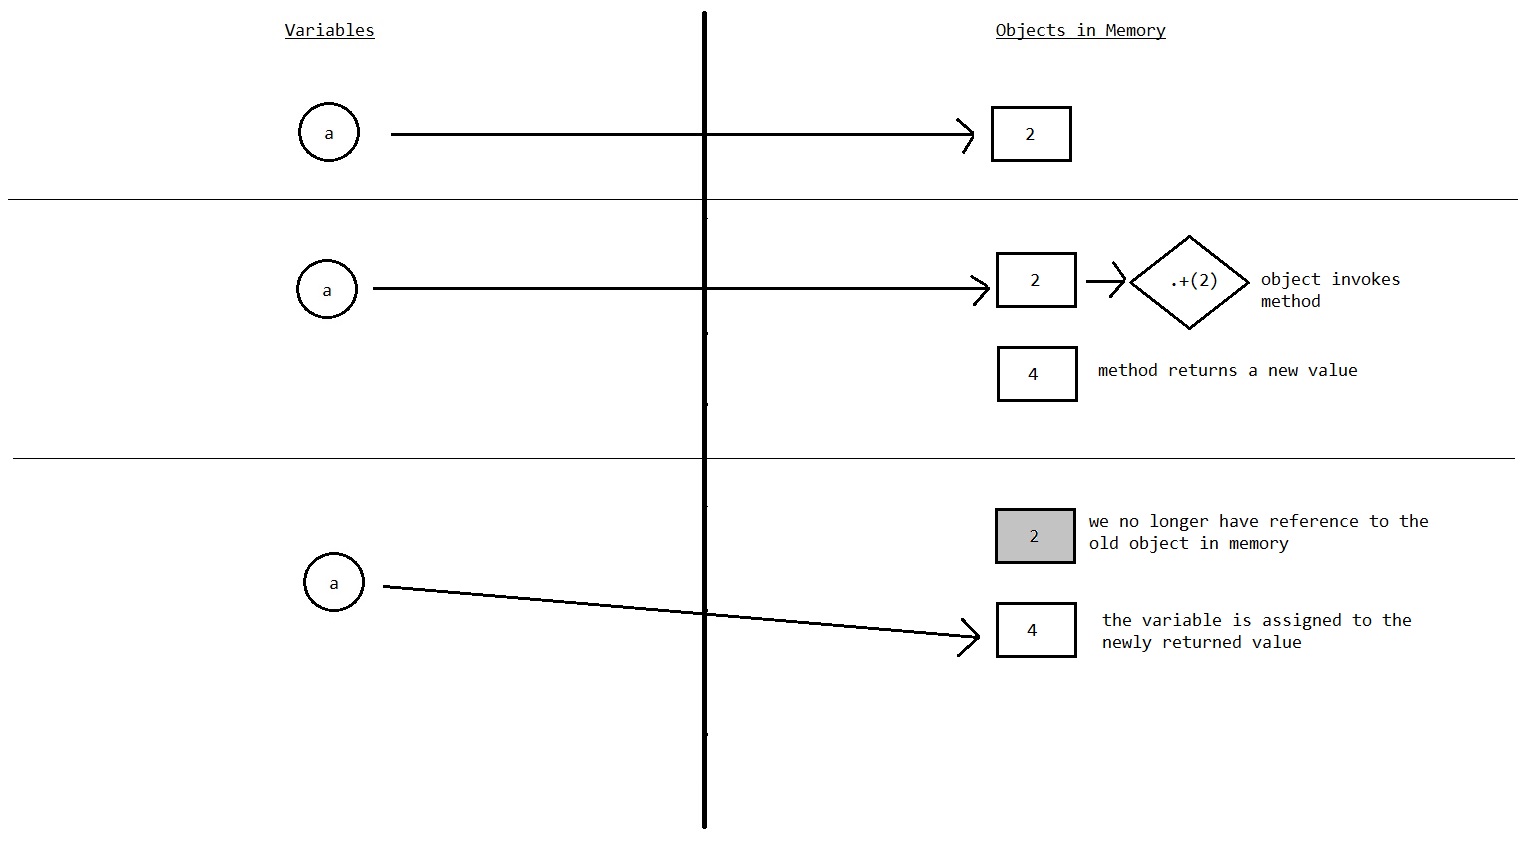 Variables
Objects in Memory
a
2
a
2
.+(2)
object invokes
method
4
method returns a new value
2
we no longer have reference to the
old object in memory
a
4
the variable is assigned to the
newly returned value